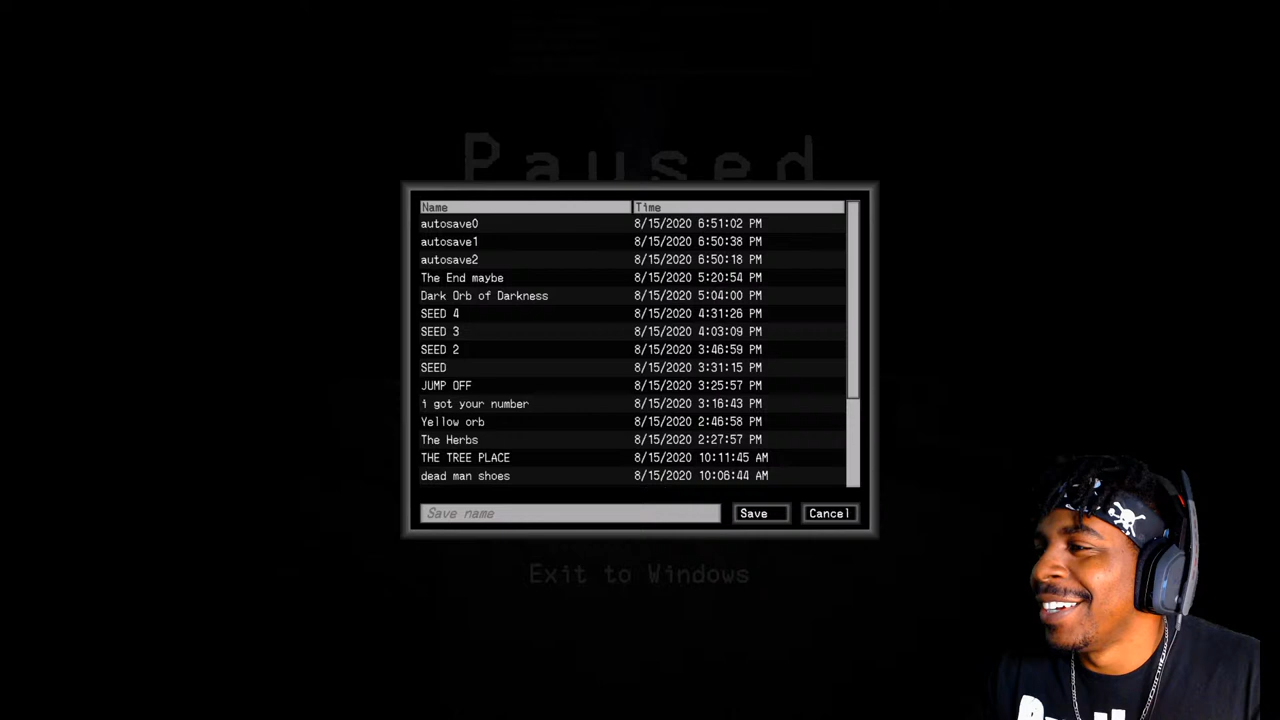 Paused
Name Time
autosave0 8/15/2020 6:51:02 PM
autosave1 8/15/2020 6:50:38 PM
autosave2 8/15/2020 6:50:18 PM
The End maybe 8/15/2020 5:20:54 PM
Dark Orb of Darkness 8/15/2020 5:04:00 PM
SEED 4 8/15/2020 4:31:26 PM
SEED 3 8/15/2020 4:03:09 PM
SEED 2 8/15/2020 3:46:59 PM
SEED 8/15/2020 3:31:15 PM
JUMP OFF 8/15/2020 3:25:57 PM
i got your number 8/15/2020 3:16:43 PM
Yellow orb 8/15/2020 2:46:58 PM
The Herbs 8/15/2020 2:27:57 PM
THE TREE PLACE 8/15/2020 10:11:45 AM
dead man shoes 8/15/2020 10:06:44 AM
Save name Save Cancel
Exit to Windows